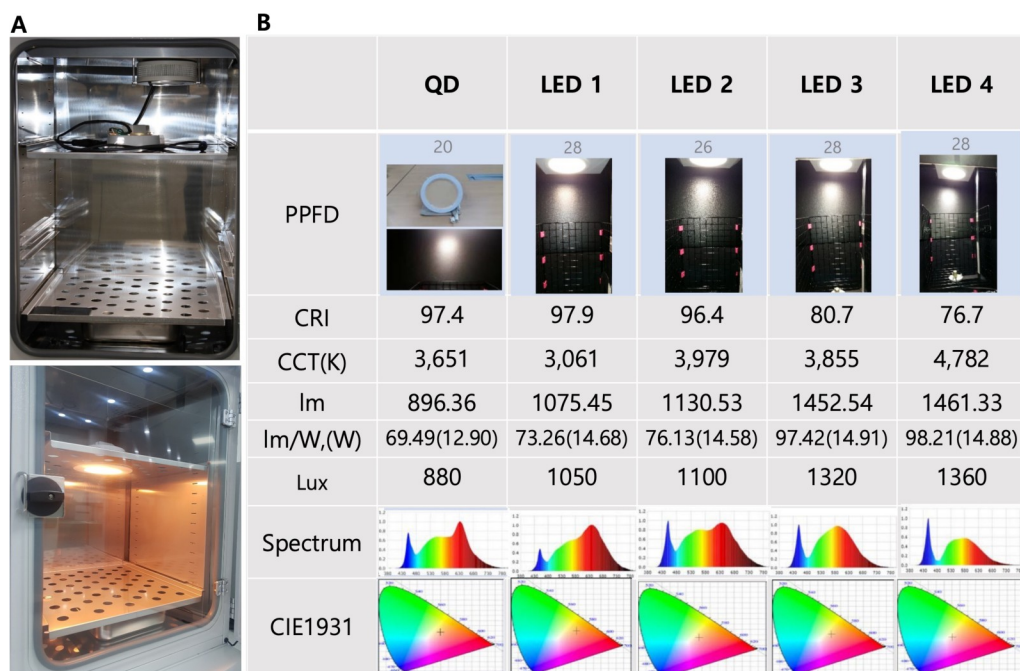 A
B
QD LED 1 LED 2 LED 3 LED 4
PPFD 20 28 26 28 28
CRI 97.4 97.9 96.4 80.7 76.7
CCT(K) 3,651 3,061 3,979 3,855 4,782
lm 896.36 1075.45 1130.53 1452.54 1461.33
lm/W,(W) 69.49(12.90) 73.26(14.68) 76.13(14.58) 97.42(14.91) 98.21(14.88)
Lux 880 1050 1100 1320 1360
Spectrum
CIE1931